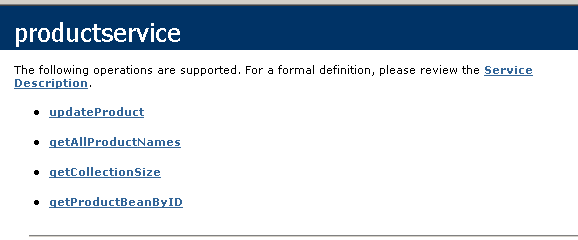 productservice
The following operations are supported. For a formal definition, please review the Service
Description.
updateProduct
getAllProductNames
getCollectionSize
getProductBeanByID